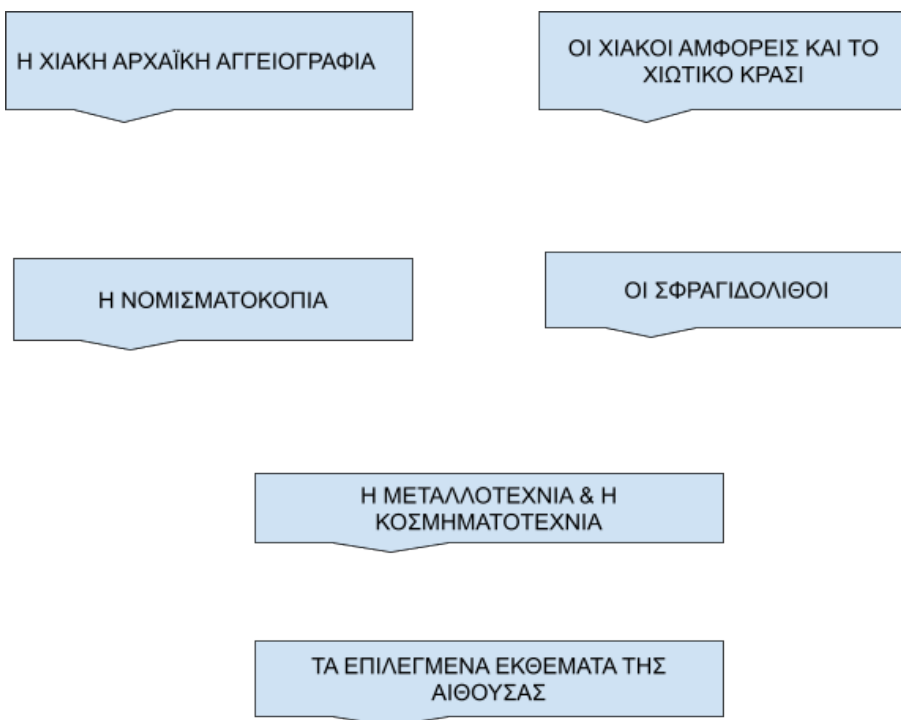 Η ΧΙΑΚΗ ΑΡΧΑΪΚΗ ΑΓΓΕΙΟΓΡΑΦΙΑ
ΟΙ ΧΙΑΚΟΙ ΑΜΦΟΡΕΙΣ ΚΑΙ ΤΟ
ΧΙΩΤΙΚΟ ΚΡΑΣΙ
Η ΝΟΜΙΣΜΑΤΟΚΟΠΙΑ
ΟΙ ΣΦΡΑΓΙΔΟΛΙΘΟΙ
Η ΜΕΤΑΛΛΟΤΕΧΝΙΑ & Η
ΚΟΣΜΗΜΑΤΟΤΕΧΝΙΑ
ΤΑ ΕΠΙΛΕΓΜΕΝΑ ΕΚΘΕΜΑΤΑ ΤΗΣ
ΑΙΘΟΥΣΑΣ